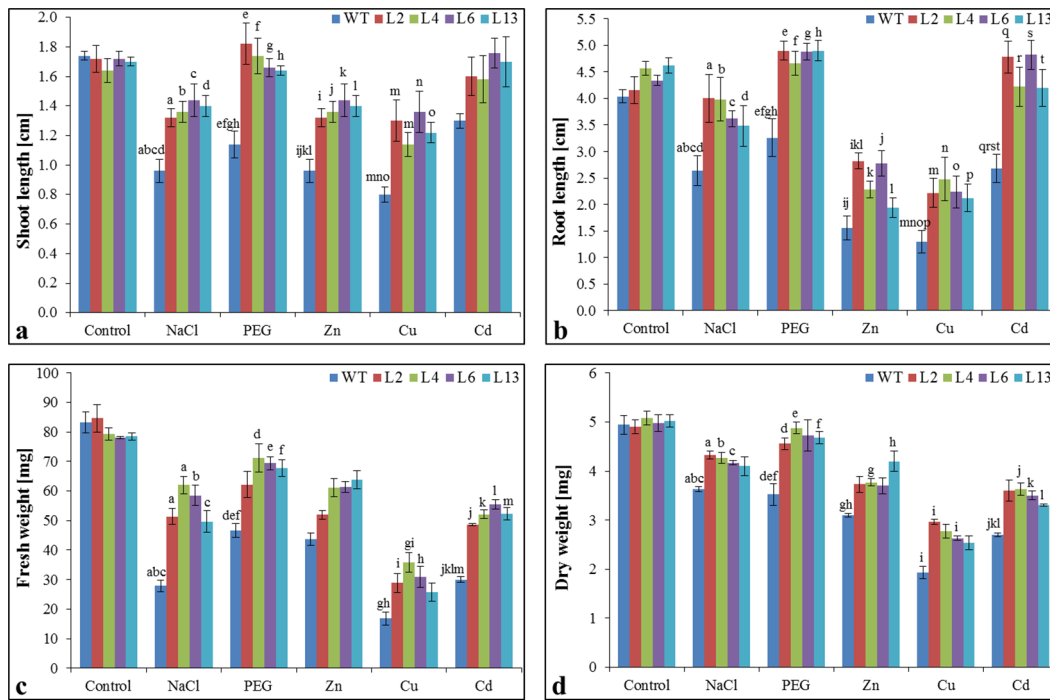 WT L2 L4 L6 L13
Shoot length [cm]
2.0
1.8
1.6
1.4
1.2
1.0
0.8
0.6
0.4
0.2
0.0
abcd a b c d
efgh e f g h
ijkl i j k l
mno m m n o
Control NaCl PEG Zn Cu Cd
a
WT L2 L4 L6 L13
Root length [cm]
5.5
5.0
4.5
4.0
3.5
3.0
2.5
2.0
1.5
1.0
0.5
0.0
abcd a b c d
efgh e f g h
ij ikl k j l
mnop m n o p
qrst q r s t
Control NaCl PEG Zn Cu Cd
b
WT L2 L4 L6 L13
Fresh weight [mg]
100
90
80
70
60
50
40
30
20
10
0
abc a a b c
def d e f
gh i gi h
jklm j k l m
Control NaCl PEG Zn Cu Cd
c
WT L2 L4 L6 L13
Dry weight [mg]
6
5
4
3
2
1
0
abc a b c
def d e f
gh g h
i i i
jkl j k l
Control NaCl PEG Zn Cu Cd
d